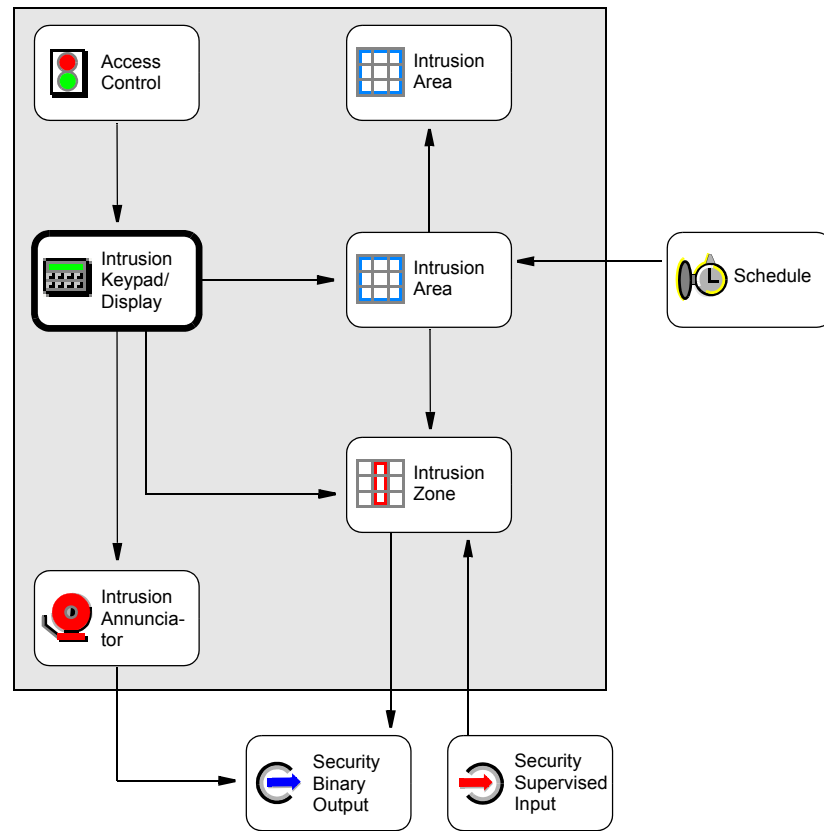 Access
Control
Intrusion
Area
Intrusion
Keypad/
Display
Intrusion
Area
Schedule
Intrusion
Zone
Intrusion
Annuncia-
tor
Security
Binary
Output
Security
Supervised
Input